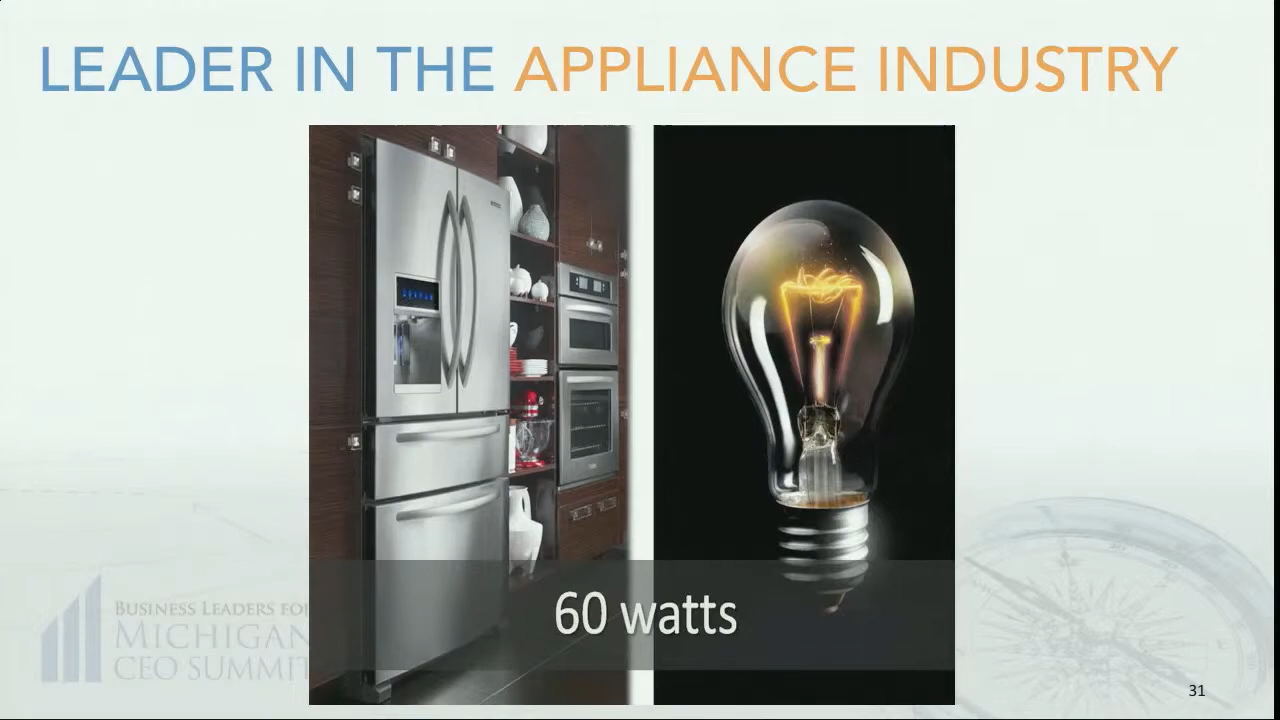 LEADER IN THE APPLIANCE INDUSTRY
60 watts
BUSINESS LEADERS FOR
MICHIGAN
CEO SUMMIT
31